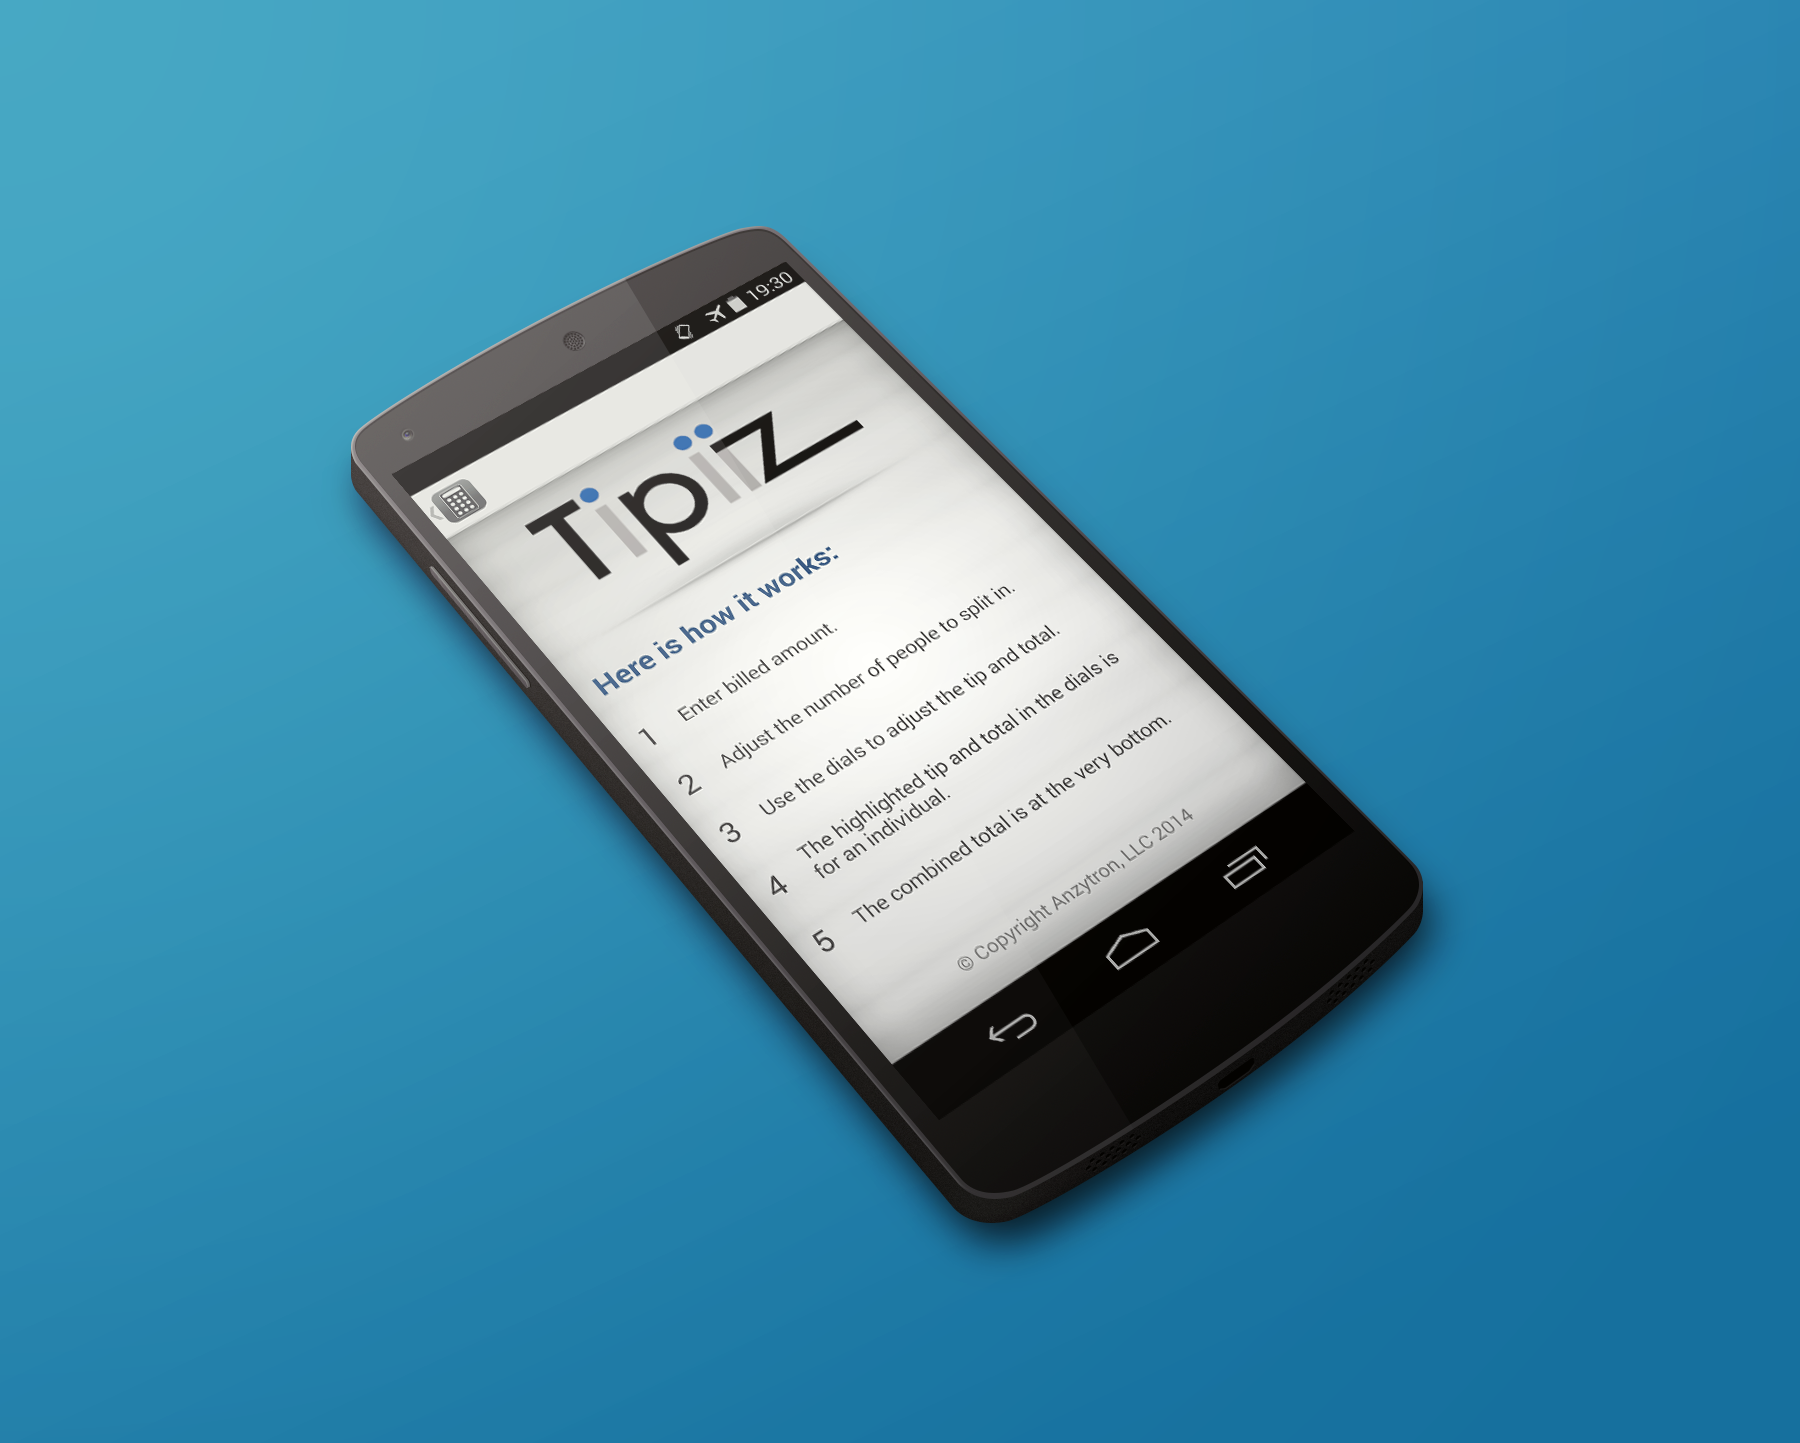 19:30
Tipiiz
Here is how it works:
1 Enter billed amount.
2 Adjust the number of people to split in.
3 Use the dials to adjust the tip and total.
4 The highlighted tip and total in the dials is
for an individual.
5 The combined total is at the very bottom.
© Copyright Anzytron, LLC 2014